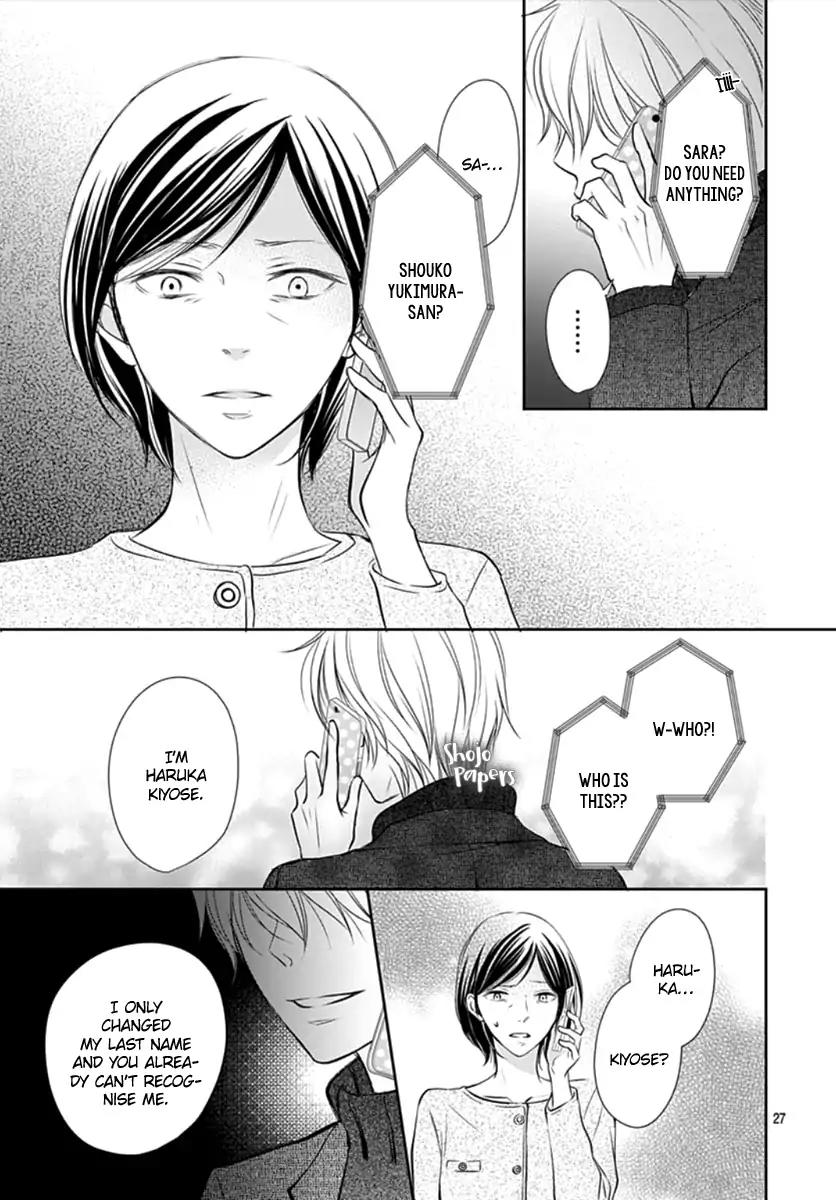 riii-
SARA?
DO YOU NEED
ANYTHING?
.......
SA-...
SHOUKO
YUKIMURA-
SAN?
W-WHO?!
WHO IS
THIS??
Shojo
Papers
I'M
HARUKA
KIYOSE.
HARU-
KA...
KIYOSE?
I ONLY
CHANGED
MY LAST NAME
AND YOU ALREA-
DY CAN'T RECOG-
NISE ME.
27